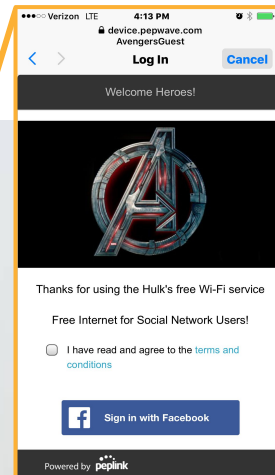 Verizon LTE 4:13 PM
device.pepwave.com
AvengersGuest
Log In Cancel
Welcome Heroes!
Thanks for using the Hulk's free Wi-Fi service
Free Internet for Social Network Users!
I have read and agree to the terms and
conditions
Sign in with Facebook
Powered by peplink